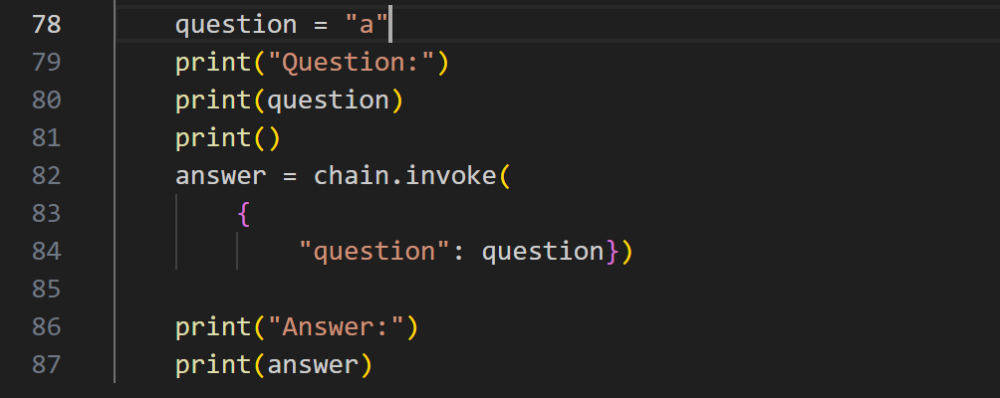 78 question = "a"
79 print("Question:")
80 print(question)
81 print()
82 answer = chain.invoke(
83 {
84 "question": question})
85
86 print("Answer:")
87 print(answer)